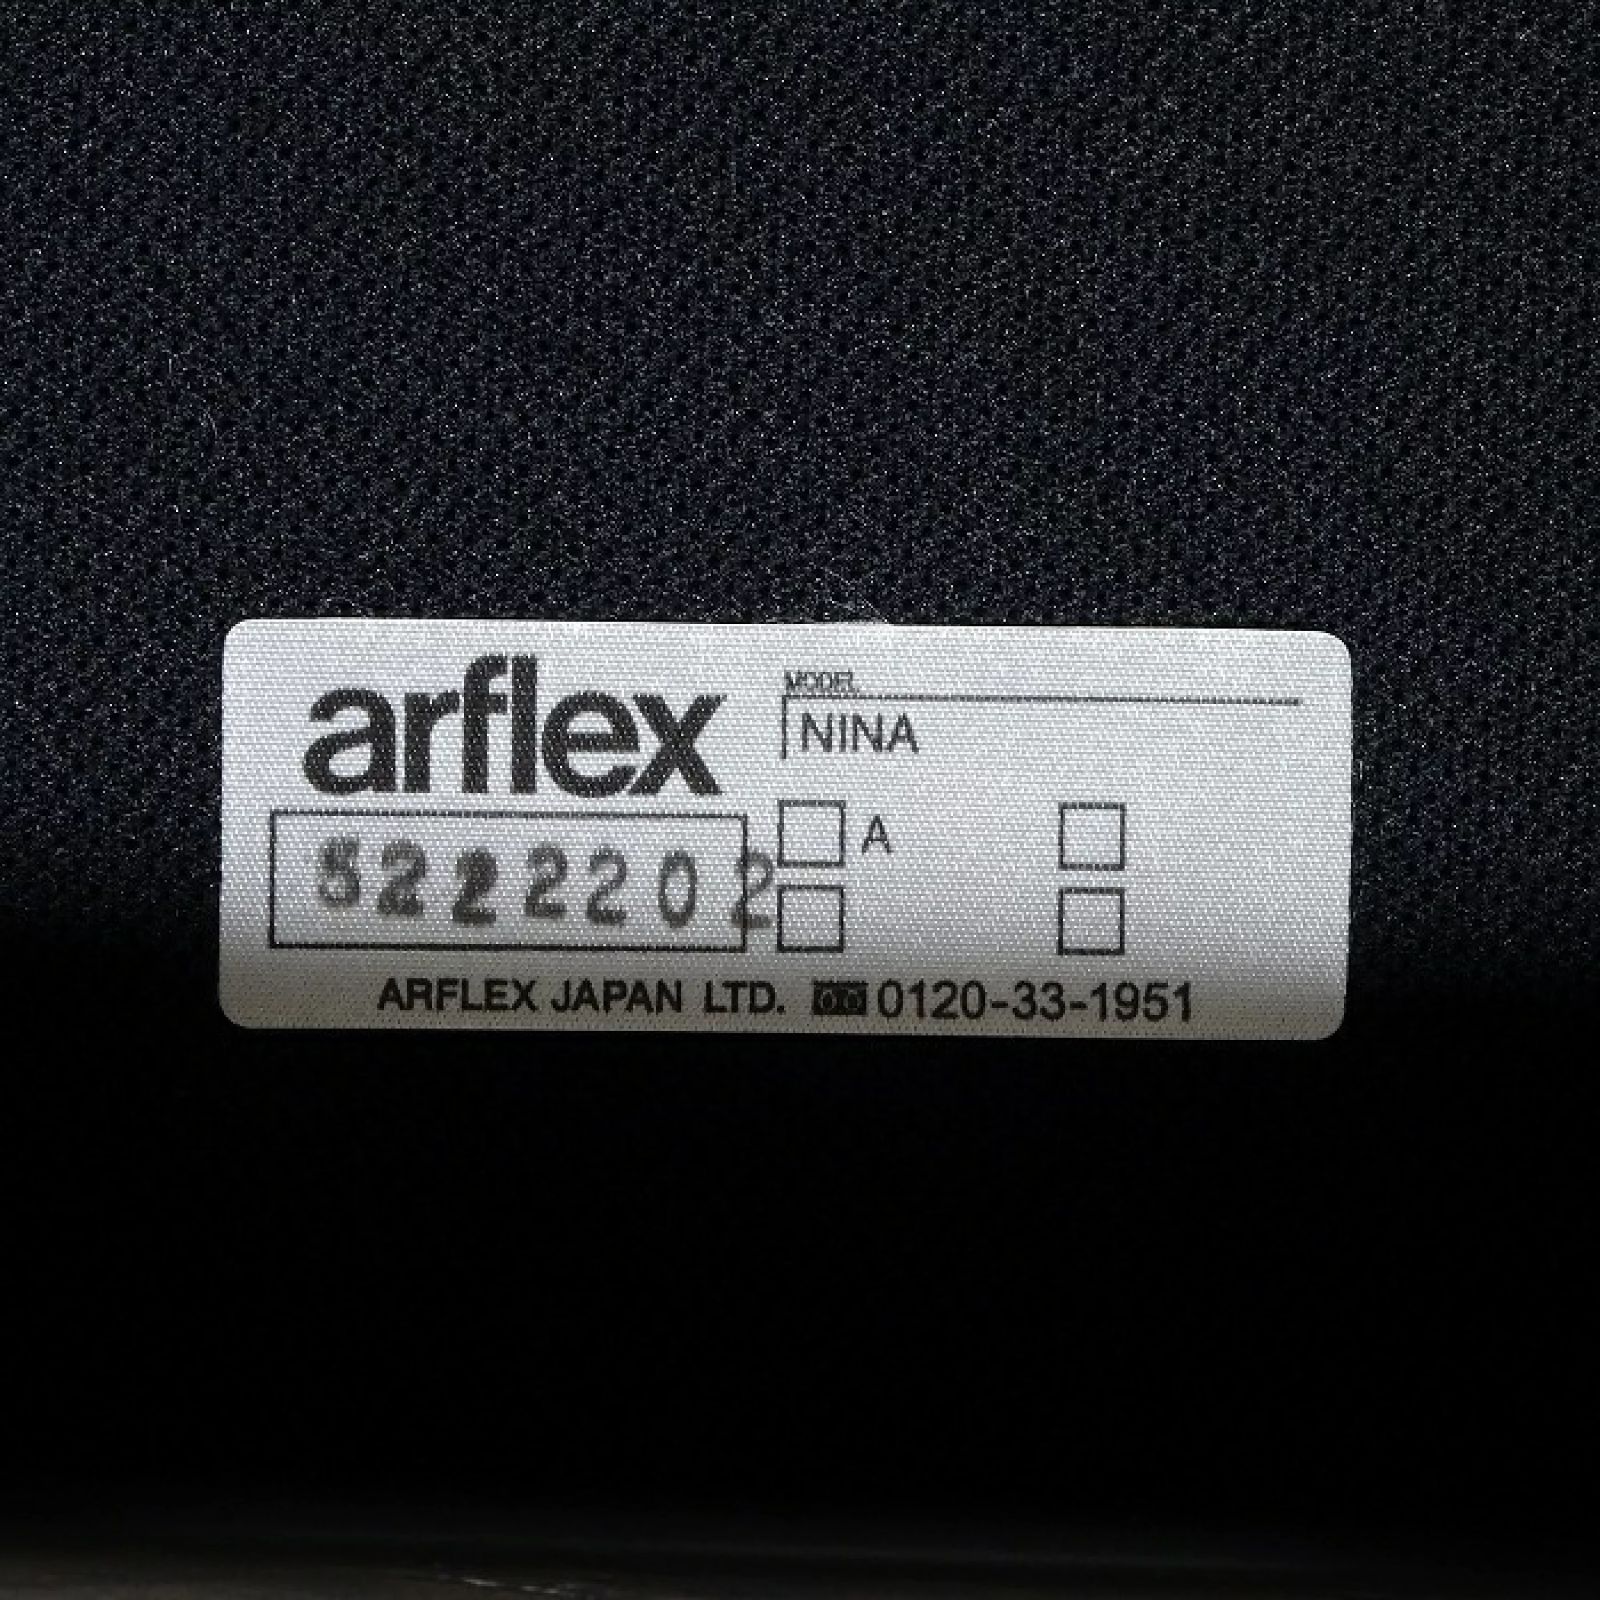 arflex
MODEL
NINA
5222202
A
ARFLEX JAPAN LTD. 0120-33-1951